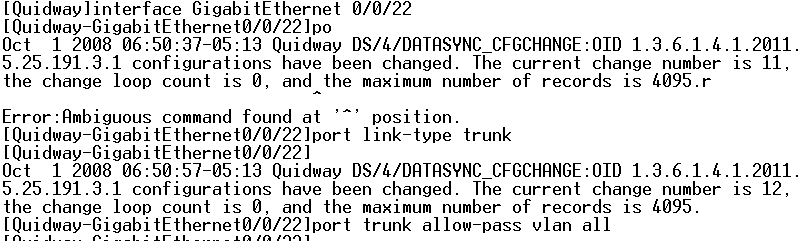 [Quidway]interface GigabitEthernet 0/0/22
[Quidway-GigabitEthernet0/0/22]po
Oct  1 2008 06:50:37-05:13 Quidway DS/4/DATASYNC_CFGCHANGE:OID 1.3.6.1.4.1.2011.
5.25.191.3.1 configurations have been changed. The current change number is 11,
the change loop count is 0, and the maximum number of records is 4095.r
^
Error:Ambiguous command found at '^' position.
[Quidway-GigabitEthernet0/0/22]port link-type trunk
[Quidway-GigabitEthernet0/0/22]
Oct  1 2008 06:50:57-05:13 Quidway DS/4/DATASYNC_CFGCHANGE:OID 1.3.6.1.4.1.2011.
5.25.191.3.1 configurations have been changed. The current change number is 12,
the change loop count is 0, and the maximum number of records is 4095.
[Quidway-GigabitEthernet0/0/22]port trunk allow-pass vlan all
[Quidway-GigabitEthernet0/0/22]